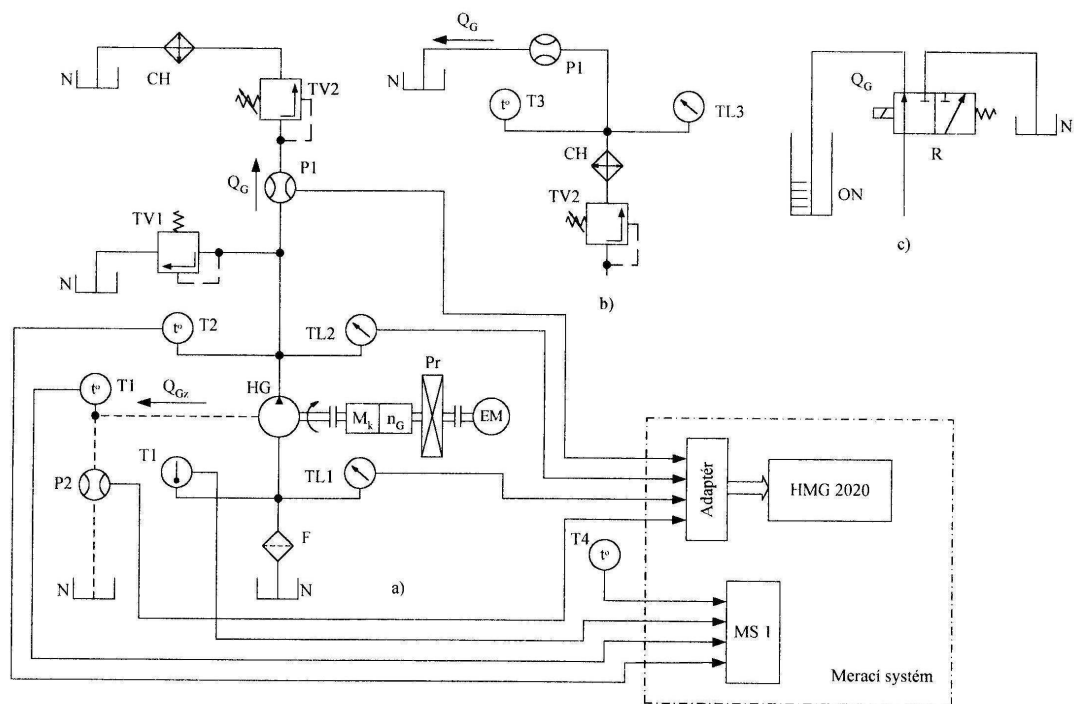 Q_G
N
CH
TV2
P1
Q_G
TV1
N
t°
T2
TL2
t°
T1
Q_Gz
HG
M_k
n_G
Pr
EM
T1
TL1
P2
F
N
N
a)
Q_G
N
P1
t°
T3
TL3
CH
TV2
b)
Q_G
R
N
ON
c)
Adaptér
HMG 2020
T4
t°
MS 1
Merací systém